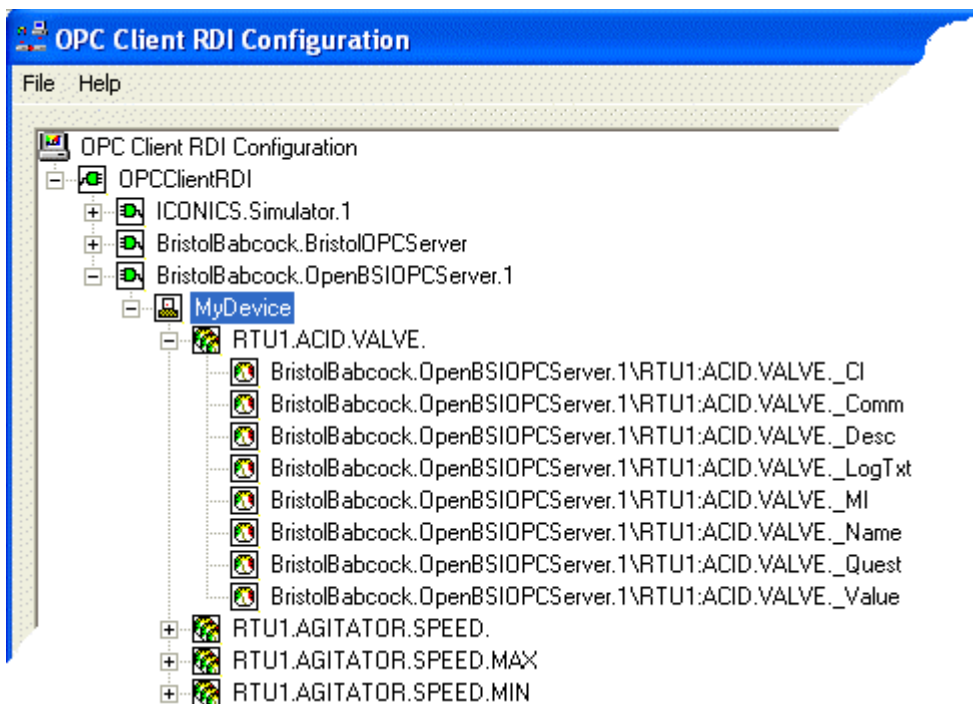 OPC Client RDI Configuration
File Help
OPC Client RDI Configuration
OPCClientRDI
ICONICS.Simulator.1
BristolBabcock.BristolOPCServer
BristolBabcock.OpenBSIOPCServer.1
MyDevice
RTU1.ACID.VALVE.
BristolBabcock.OpenBSIOPCServer.1\RTU1:ACID.VALVE._CI
BristolBabcock.OpenBSIOPCServer.1\RTU1:ACID.VALVE._Comm
BristolBabcock.OpenBSIOPCServer.1\RTU1:ACID.VALVE._Desc
BristolBabcock.OpenBSIOPCServer.1\RTU1:ACID.VALVE._LogTxt
BristolBabcock.OpenBSIOPCServer.1\RTU1:ACID.VALVE._MI
BristolBabcock.OpenBSIOPCServer.1\RTU1:ACID.VALVE._Name
BristolBabcock.OpenBSIOPCServer.1\RTU1:ACID.VALVE._Quest
BristolBabcock.OpenBSIOPCServer.1\RTU1:ACID.VALVE._Value
RTU1.AGITATOR.SPEED.
RTU1.AGITATOR.SPEED.MAX
RTU1.AGITATOR.SPEED.MIN